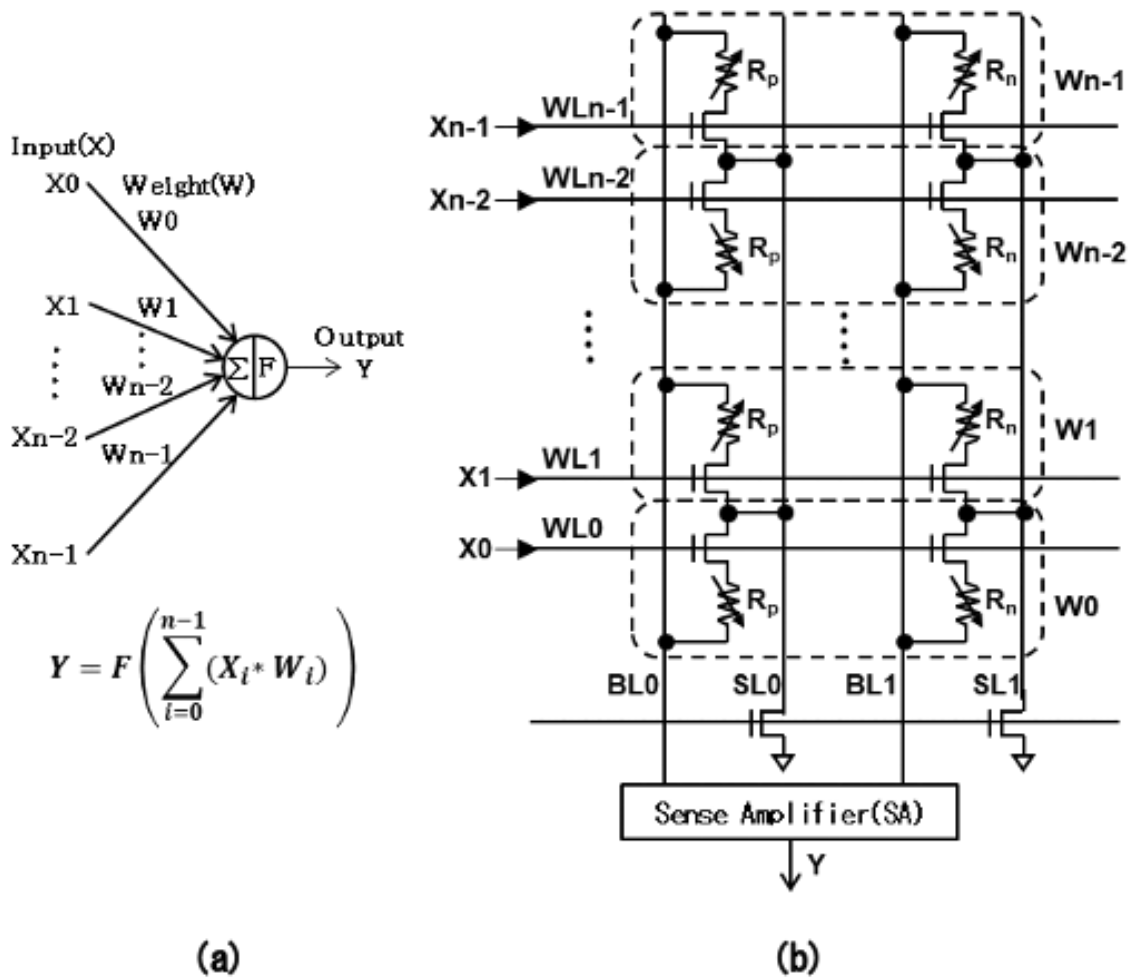 Input(X)
X0
Weight(W)
W0
X1
W1
Wn-2
Xn-2
Wn-1
Xn-1
Σ F
Output
Y
Y = F(∑_{i=0}^{n-1}(X_i * W_i))
(a)
Rp
Rn
Wn-1
Xn-1
WLn-1
Xn-2
WLn-2
Rp
Rn
Wn-2
Rp
Rn
W1
X1
WL1
X0
WL0
Rp
Rn
W0
BL0
SL0
BL1
SL1
Sense Amplifier(SA)
Y
(b)